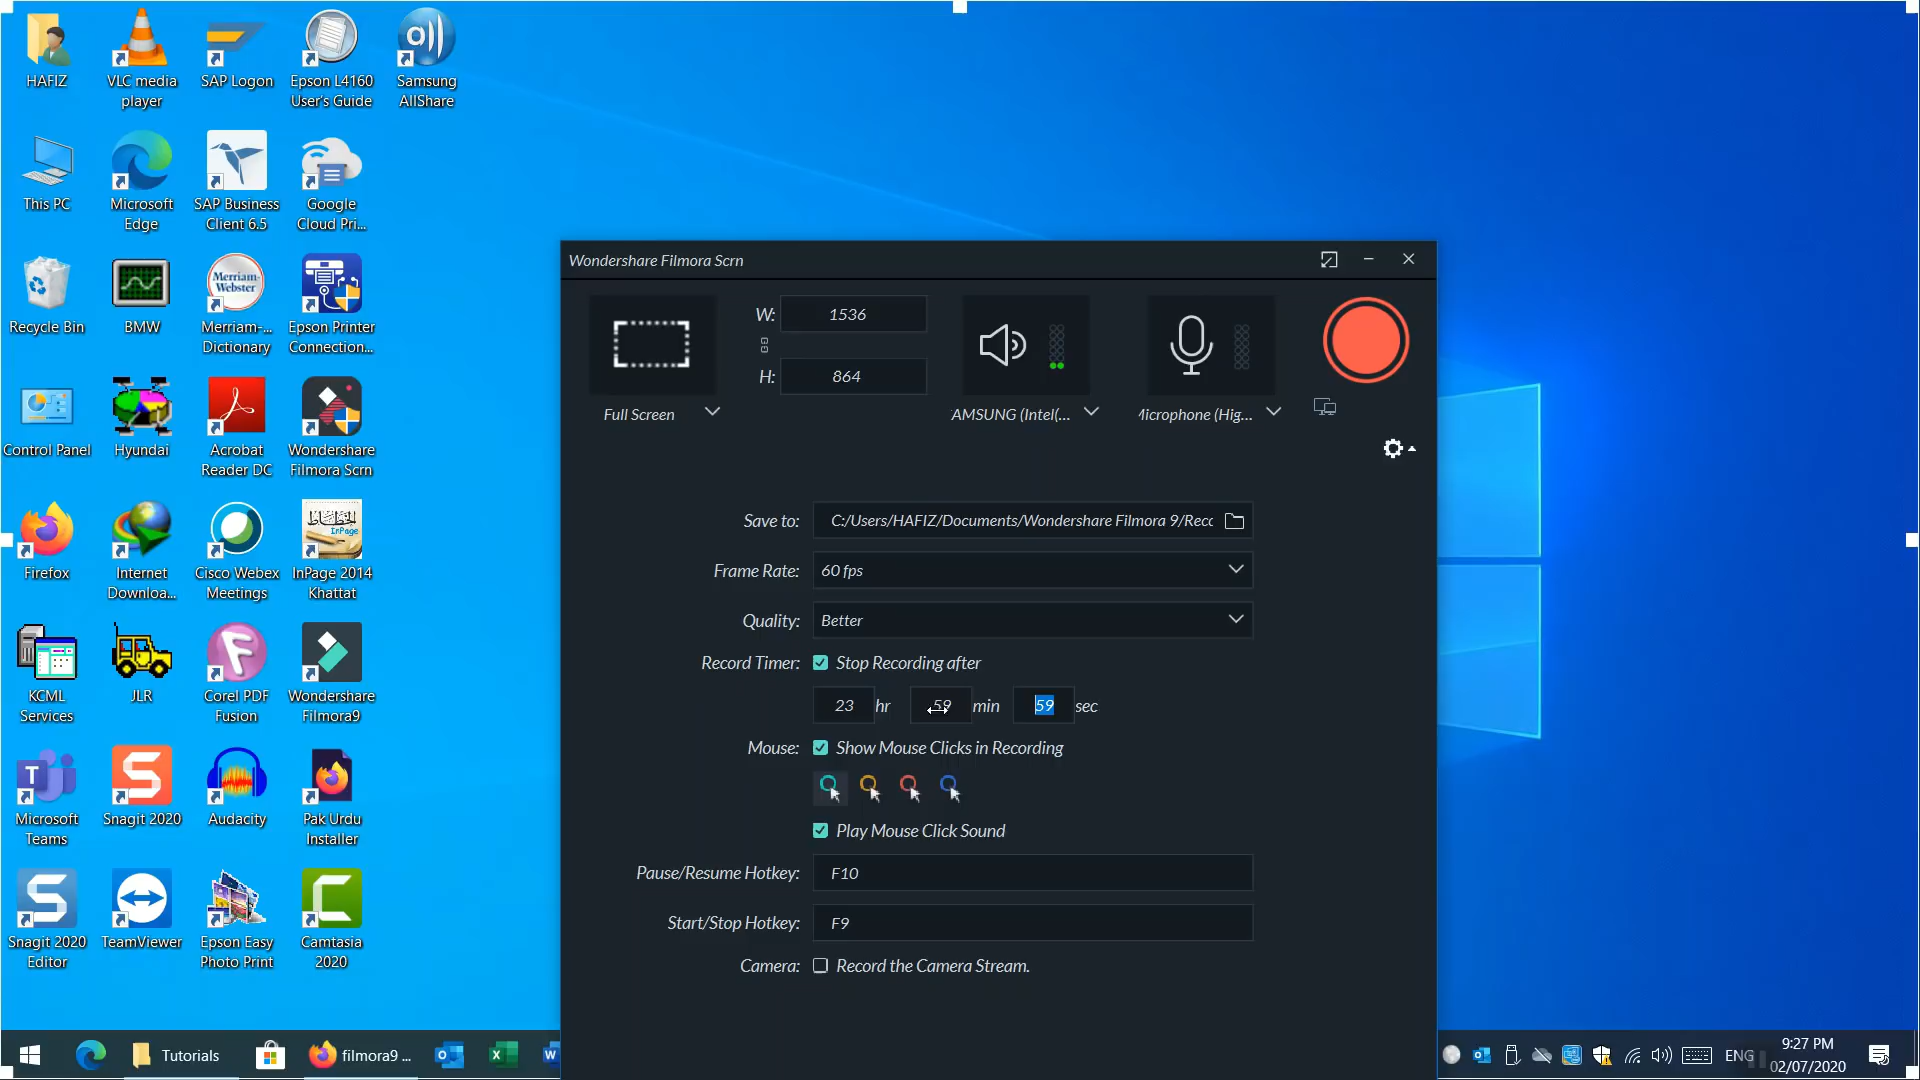 HAFIZ
VLC media
player
SAP Logon
Epson L4160
User's Guide
Samsung
AllShare
This PC
Microsoft
Edge
SAP Business
Client 6.5
Google
Cloud Pri...
Recycle Bin
BMW
Merriam-
Webster
Merriam-...
Dictionary
Epson Printer
Connection...
Control Panel
Hyundai
Acrobat
Reader DC
Wondershare
Filmora Scrn
Firefox
Internet
Downloa...
Cisco Webex
Meetings
InPage
InPage 2014
Khattat
KCML
Services
JLR
Corel PDF
Fusion
Wondershare
Filmora9
Microsoft
Teams
Snagit 2020
Audacity
Pak Urdu
Installer
Snagit 2020
Editor
TeamViewer
Epson Easy
Photo Print
Camtasia
2020
Wondershare Filmora Scrn
W: 1536
H: 864
Full Screen
AMSUNG (Intel(...
Microphone (Hig...
Save to: C:/Users/HAFIZ/Documents/Wondershare Filmora 9/Recc
Frame Rate: 60 fps
Quality: Better
Record Timer: Stop Recording after
23 hr 59 min 59 sec
Mouse: Show Mouse Clicks in Recording
Play Mouse Click Sound
Pause/Resume Hotkey: F10
Start/Stop Hotkey: F9
Camera: Record the Camera Stream.
Tutorials
filmora9 ...
ENG
9:27 PM
02/07/2020